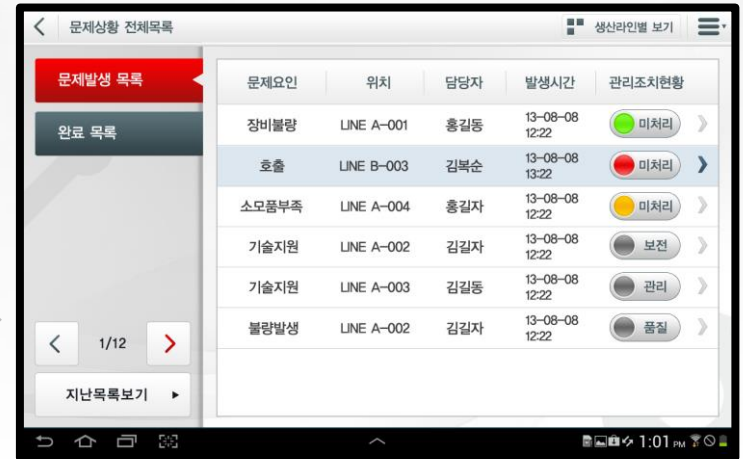 문제상황 전체목록
생산라인별 보기
문제발생 목록
완료 목록
1/12
지난목록보기
문제요인 위치 담당자 발생시간 관리조치현황
장비불량 LINE A-001 홍길동 13-08-08 12:22 미처리
호출 LINE B-003 김복순 13-08-08 13:22 미처리
소모품부족 LINE A-004 홍길자 13-08-08 12:22 미처리
기술지원 LINE A-002 김길자 13-08-08 12:22 보전
기술지원 LINE A-003 김길동 13-08-08 12:22 관리
불량발생 LINE A-002 김길자 13-08-08 12:22 품질
1:01 PM